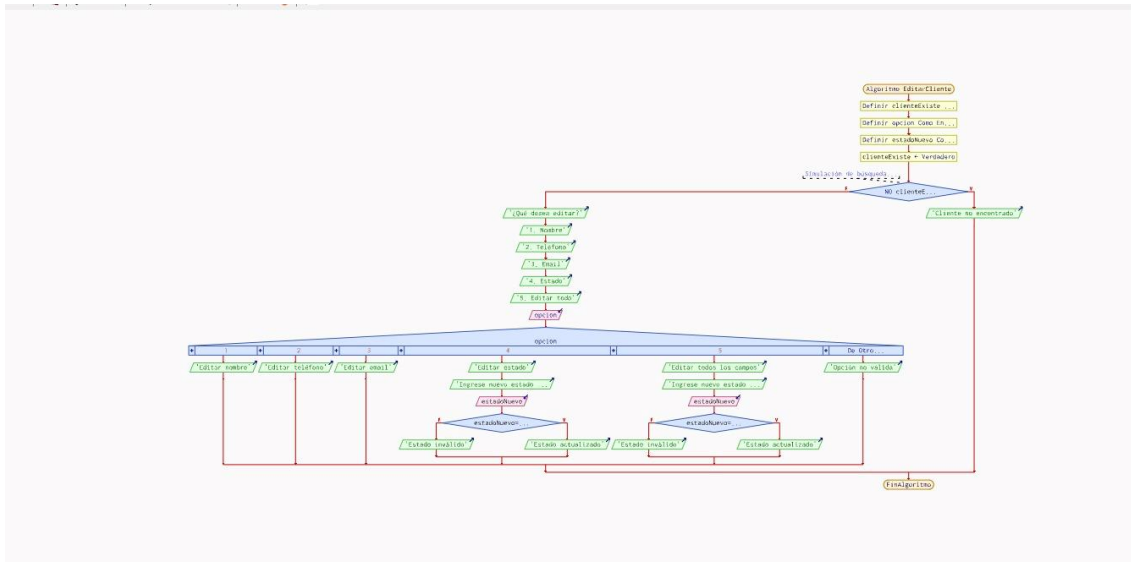 Algoritmo EditarCliente
Definir clienteExiste ...
Definir opcion Como En...
Definir estadoNuevo Co...
clienteExiste ← Verdadero
Simulación de búsqueda...
NO clienteE...
F
V
'¿Qué desea editar?'
'Cliente no encontrado'
'1. Nombre'
'2. Teléfono'
'3. Email'
'4. Estado'
'5. Editar todo'
opcion
opcion
1
2
3
4
5
De Otro...
'Editar nombre'
'Editar teléfono'
'Editar email'
'Editar estado'
'Editar todos los campos'
'Opcion no valida'
'Ingrese nuevo estado ...
'Ingrese nuevo estado ...
estadoNuevo
estadoNuevo
F
estadoNuevo=...
V
F
estadoNuevo=...
V
'Estado inválido'
'Estado actualizado'
'Estado inválido'
'Estado actualizado'
FinAlgoritmo